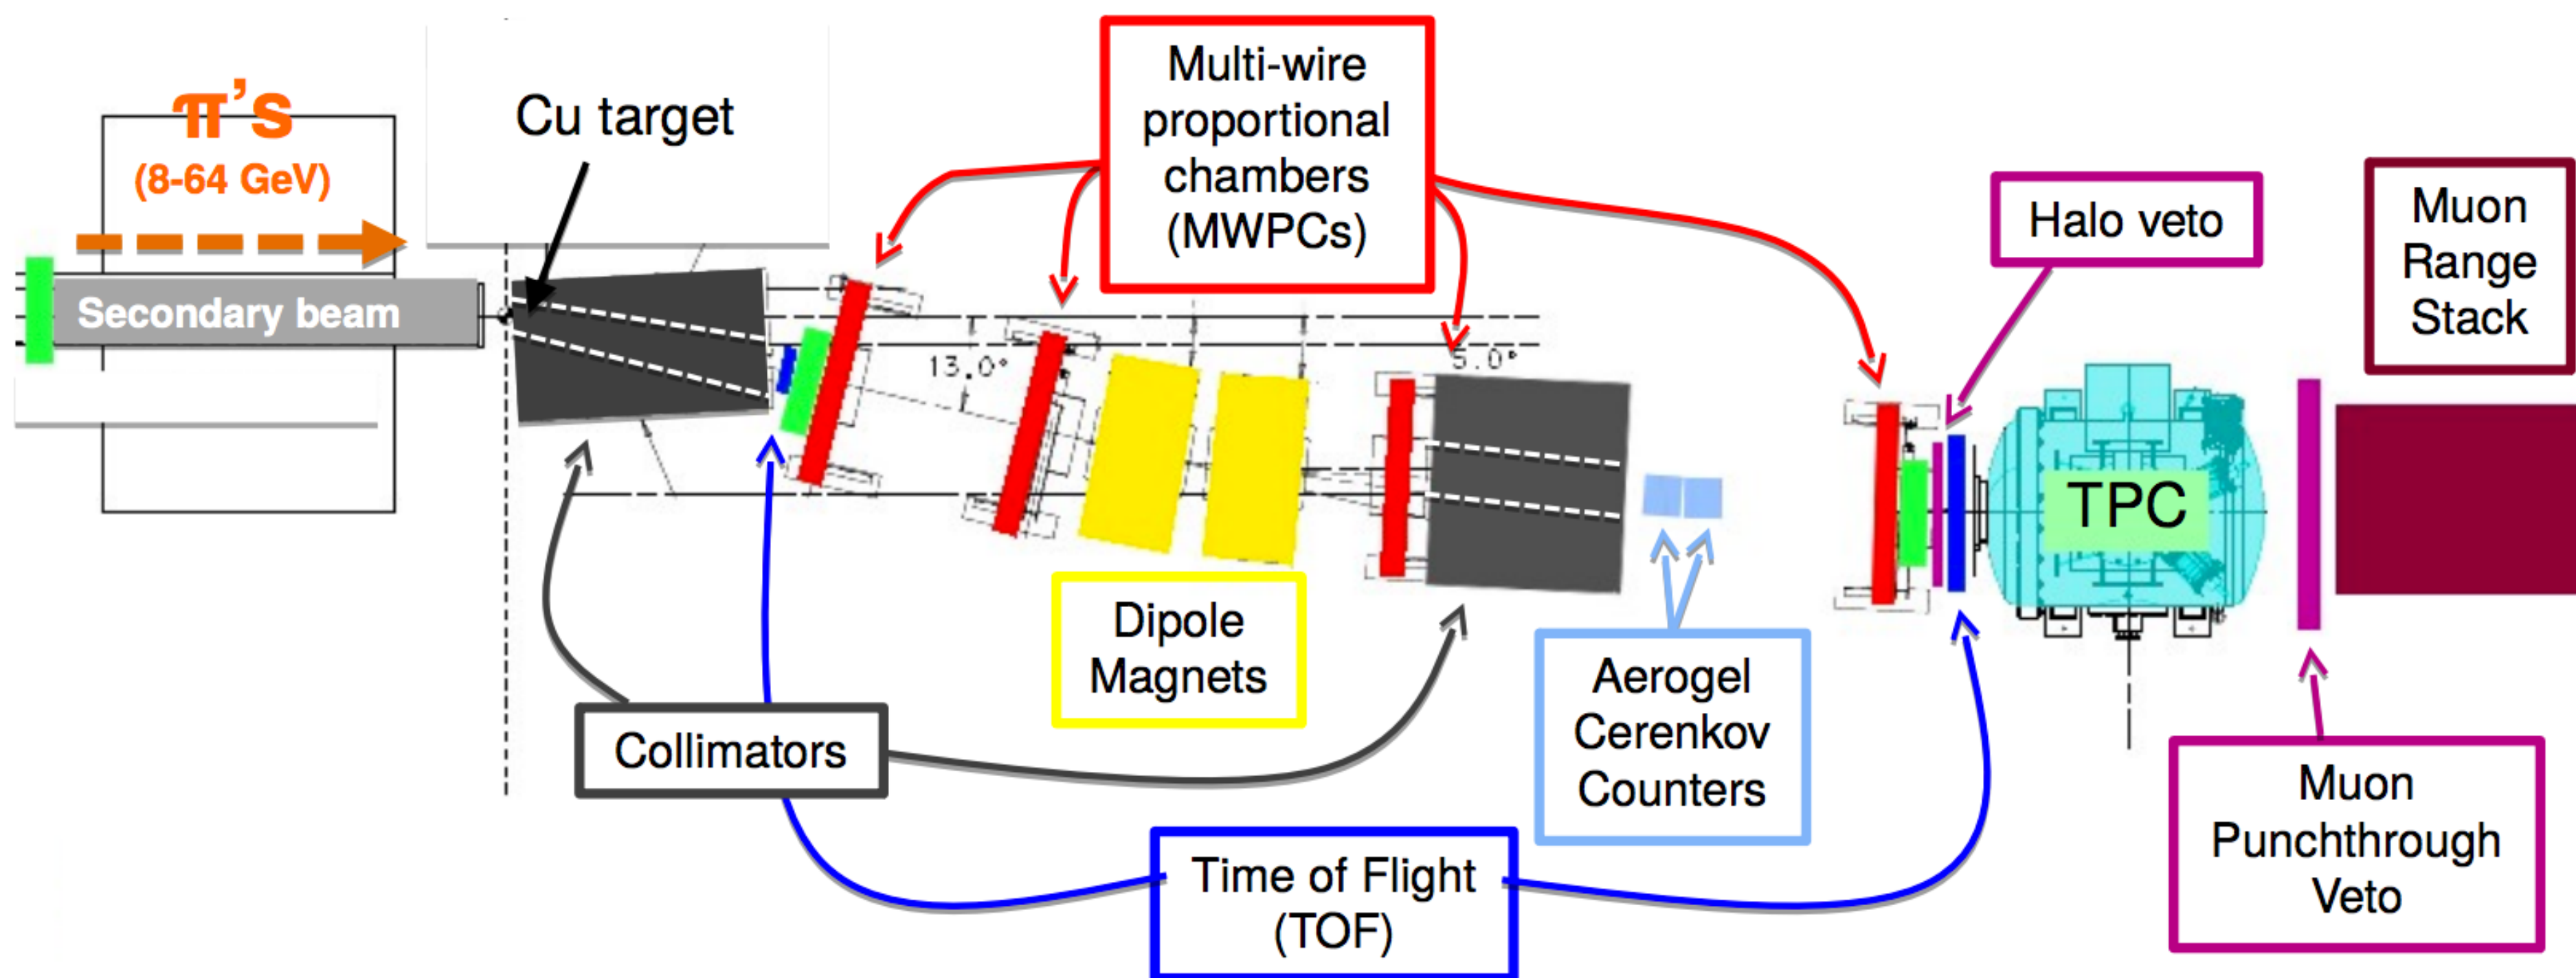 π's
(8-64 GeV)
Secondary beam
Cu target
Multi-wire
proportional
chambers
(MWPCs)
13.0°
5.0°
Halo veto
Muon
Range
Stack
TPC
Dipole
Magnets
Collimators
Aerogel
Cerenkov
Counters
Time of Flight
(TOF)
Muon
Punchthrough
Veto